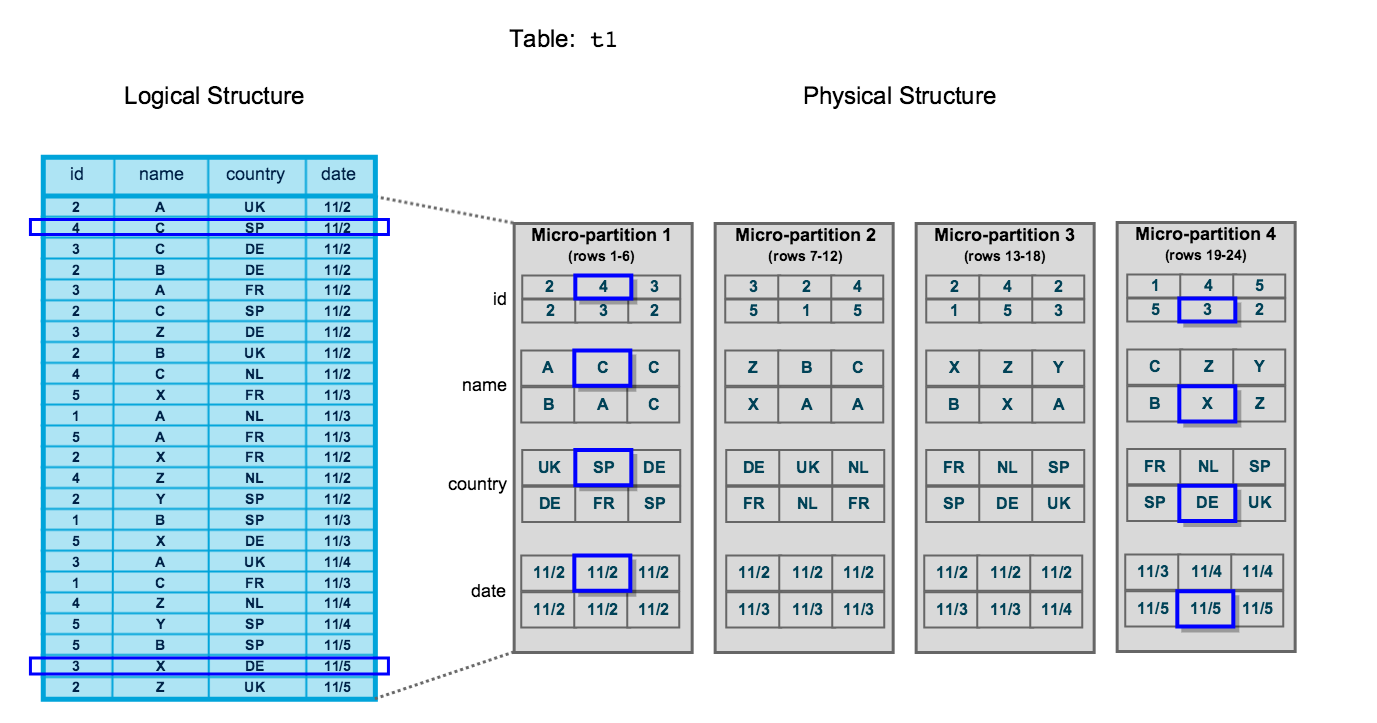 Table: t1
Logical Structure
Physical Structure
id name country date
2 A UK 11/2
4 C SP 11/2
3 C DE 11/2
2 B DE 11/2
3 A FR 11/2
2 C SP 11/2
3 Z DE 11/2
2 B UK 11/2
4 C NL 11/2
5 X FR 11/3
1 A NL 11/3
5 A FR 11/3
2 X FR 11/2
4 Z NL 11/2
2 Y SP 11/2
1 B SP 11/3
5 X DE 11/3
3 A UK 11/4
1 C FR 11/3
4 Z NL 11/4
5 Y SP 11/4
5 B SP 11/5
3 X DE 11/5
2 Z UK 11/5
id
name
country
date
Micro-partition 1
(rows 1-6)
2 4 3
2 3 2
A C C
B A C
UK SP DE
DE FR SP
11/2 11/2 11/2
11/2 11/2 11/2
Micro-partition 2
(rows 7-12)
3 2 4
5 1 5
Z B C
X A A
DE UK NL
FR NL FR
11/2 11/2 11/2
11/3 11/3 11/3
Micro-partition 3
(rows 13-18)
2 4 2
1 5 3
X Z Y
B X A
FR NL SP
SP DE UK
11/2 11/2 11/2
11/3 11/3 11/4
Micro-partition 4
(rows 19-24)
1 4 5
5 3 2
C Z Y
B X Z
FR NL SP
SP DE UK
11/3 11/4 11/4
11/5 11/5 11/5